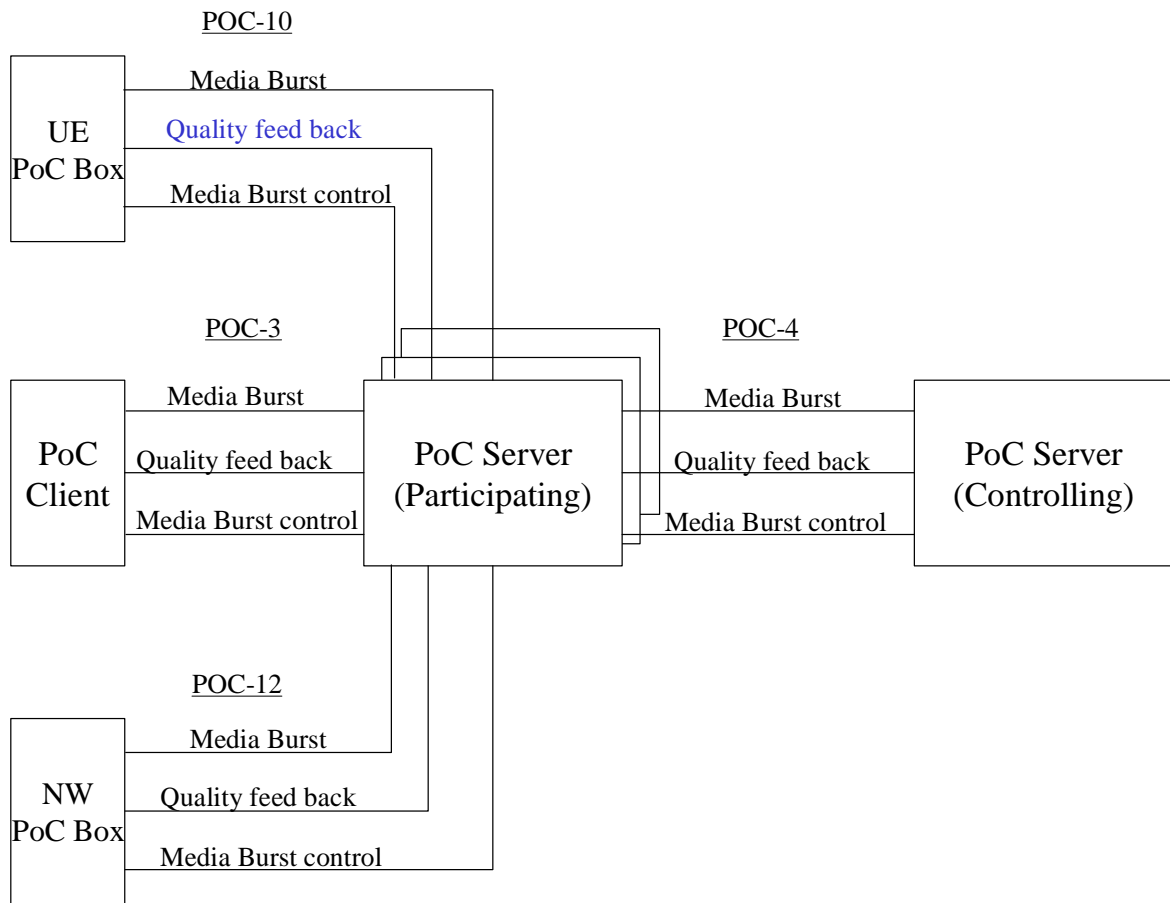 POC-10
Media Burst
UE
PoC Box
Quality feed back
Media Burst control
POC-3
POC-4
Media Burst
Media Burst
PoC
Client
Quality feed back
PoC Server
(Participating)
Quality feed back
PoC Server
(Controlling)
Media Burst control
Media Burst control
POC-12
Media Burst
NW
PoC Box
Quality feed back
Media Burst control